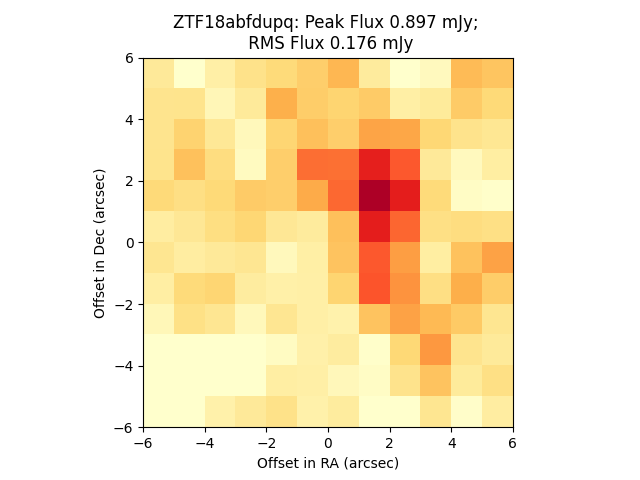 ZTF18abfdupq: Peak Flux 0.897 mJy;
RMS Flux 0.176 mJy
6
4
2
0
−2
−4
−6
Offset in Dec (arcsec)
−6 −4 −2 0 2 4 6
Offset in RA (arcsec)